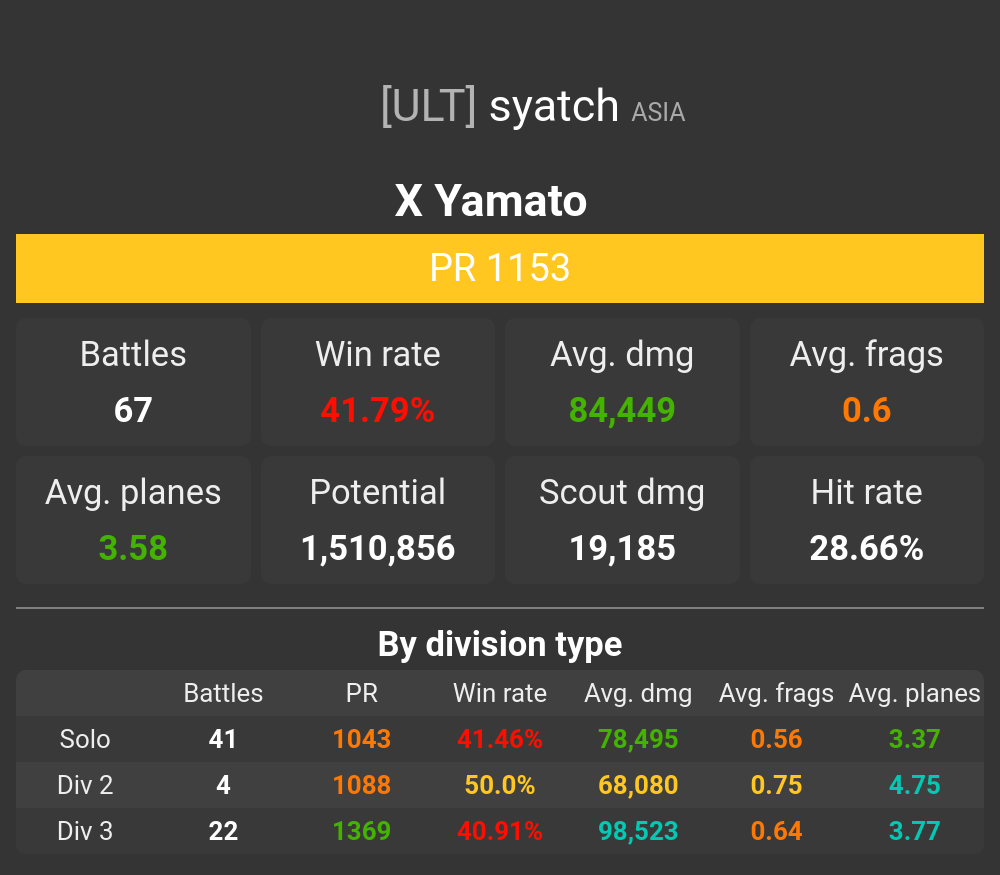 [ULT] syatch ASIA
X Yamato
PR 1153
Battles Win rate Avg. dmg Avg. frags
67 41.79% 84,449 0.6
Avg. planes Potential Scout dmg Hit rate
3.58 1,510,856 19,185 28.66%
By division type
Battles PR Win rate Avg. dmg Avg. frags Avg. planes
Solo 41 1043 41.46% 78,495 0.56 3.37
Div 2 4 1088 50.0% 68,080 0.75 4.75
Div 3 22 1369 40.91% 98,523 0.64 3.77